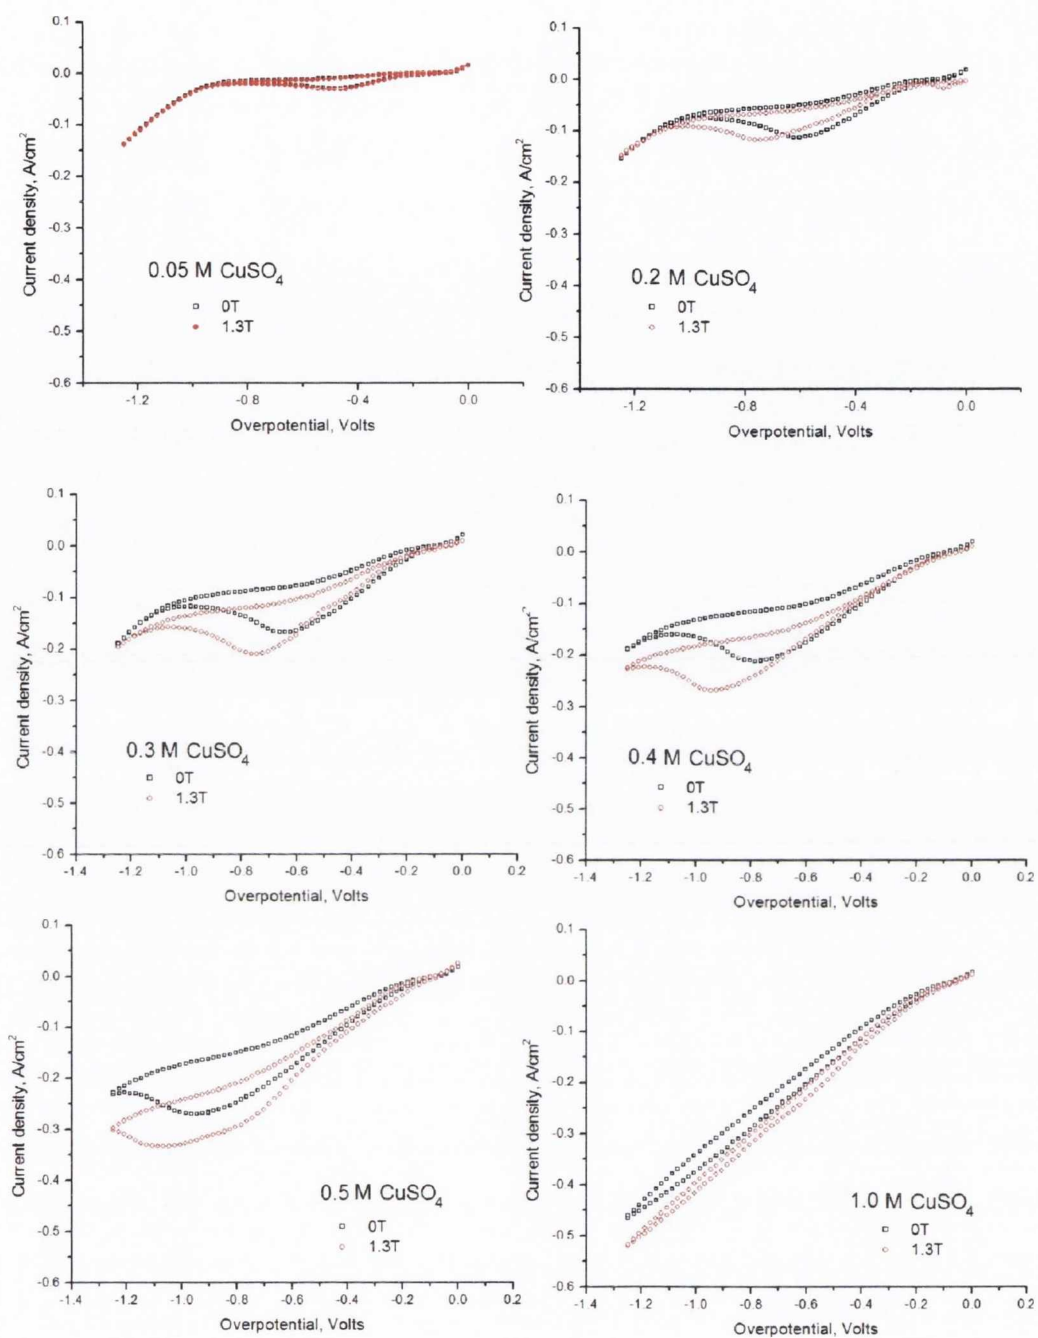 0.1
0.0
-0.1
-0.2
-0.3
-0.4
-0.5
-0.6
Current density, A/cm²
0.05 M CuSO₄
0T
1.3T
-1.2 -0.8 -0.4 0.0
Overpotential, Volts
0.1
0.0
-0.1
-0.2
-0.3
-0.4
-0.5
-0.6
Current density, A/cm²
0.2 M CuSO₄
0T
1.3T
-1.2 -0.8 -0.4 0.0
Overpotential, Volts
0.1
0.0
-0.1
-0.2
-0.3
-0.4
-0.5
-0.6
Current density, A/cm²
0.3 M CuSO₄
0T
1.3T
-1.4 -1.2 -1.0 -0.8 -0.6 -0.4 -0.2 0.0 0.2
Overpotential, Volts
0.1
0.0
-0.1
-0.2
-0.3
-0.4
-0.5
-0.6
Current density, A/cm²
0.4 M CuSO₄
0T
1.3T
-1.4 -1.2 -1.0 -0.8 -0.6 -0.4 -0.2 0.0 0.2
Overpotential, Volts
0.1
0.0
-0.1
-0.2
-0.3
-0.4
-0.5
-0.6
Current density, A/cm²
0.5 M CuSO₄
0T
1.3T
-1.4 -1.2 -1.0 -0.8 -0.6 -0.4 -0.2 0.0 0.2
Overpotential, Volts
0.1
0.0
-0.1
-0.2
-0.3
-0.4
-0.5
-0.6
Current density, A/cm²
1.0 M CuSO₄
0T
1.3T
-1.4 -1.2 -1.0 -0.8 -0.6 -0.4 -0.2 0.0 0.2
Overpotential, Volts